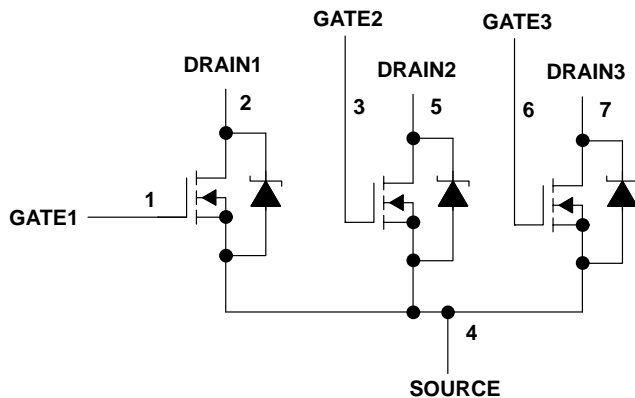 GATE2
GATE3
DRAIN1
DRAIN2
DRAIN3
2
3
5
6
7
1
GATE1
4
SOURCE